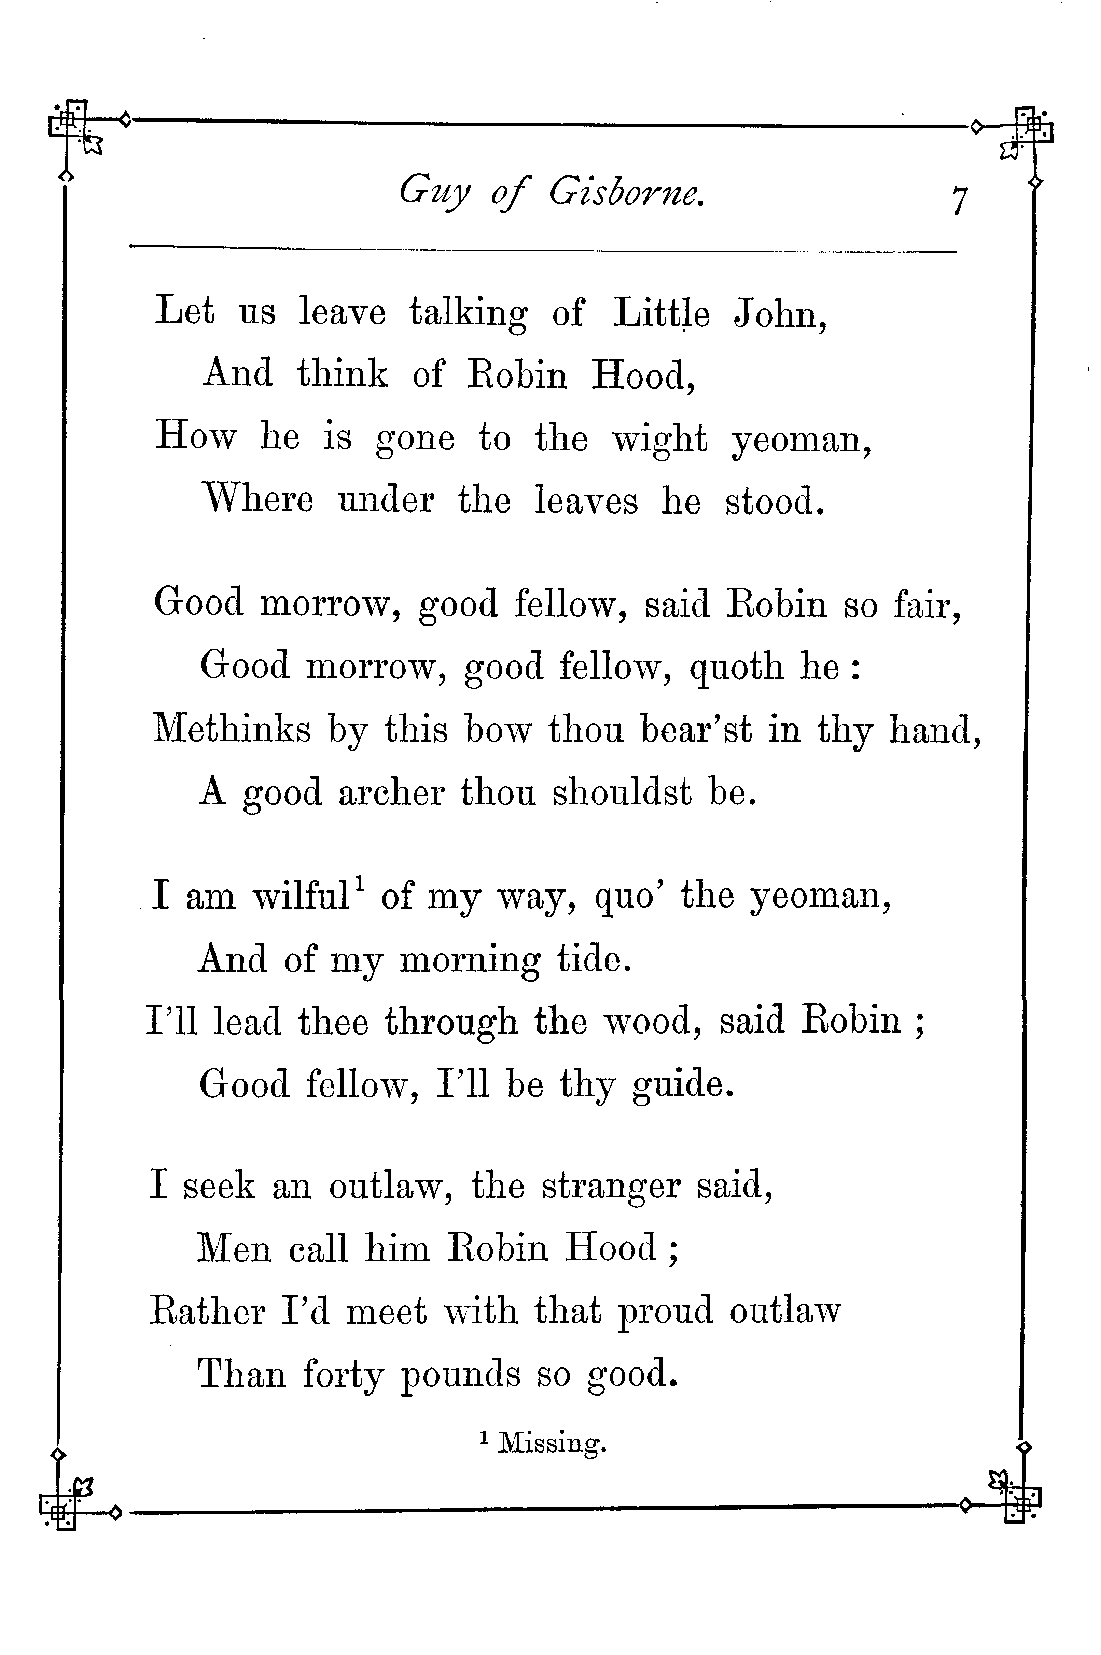 Guy of Gisborne. 7
Let us leave talking of Little John,
And think of Robin Hood,
How he is gone to the wight yeoman,
Where under the leaves he stood.
Good morrow, good fellow, said Robin so fair,
Good morrow, good fellow, quoth he :
Methinks by this bow thou bear’st in thy hand,
A good archer thou shouldst be.
I am wilful¹ of my way, quo’ the yeoman,
And of my morning tide.
I’ll lead thee through the wood, said Robin ;
Good fellow, I’ll be thy guide.
I seek an outlaw, the stranger said,
Men call him Robin Hood ;
Rather I’d meet with that proud outlaw
Than forty pounds so good.
¹ Missing.